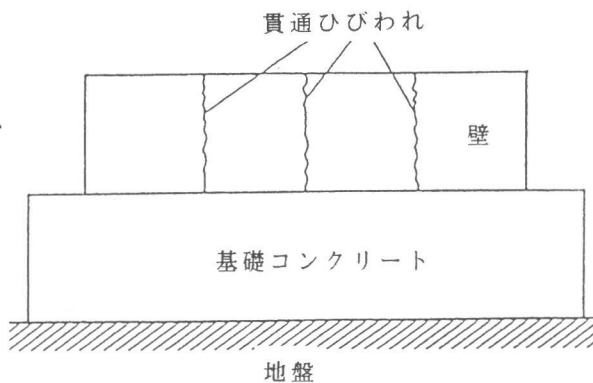 貫通ひびわれ
壁
基礎コンクリート
地盤